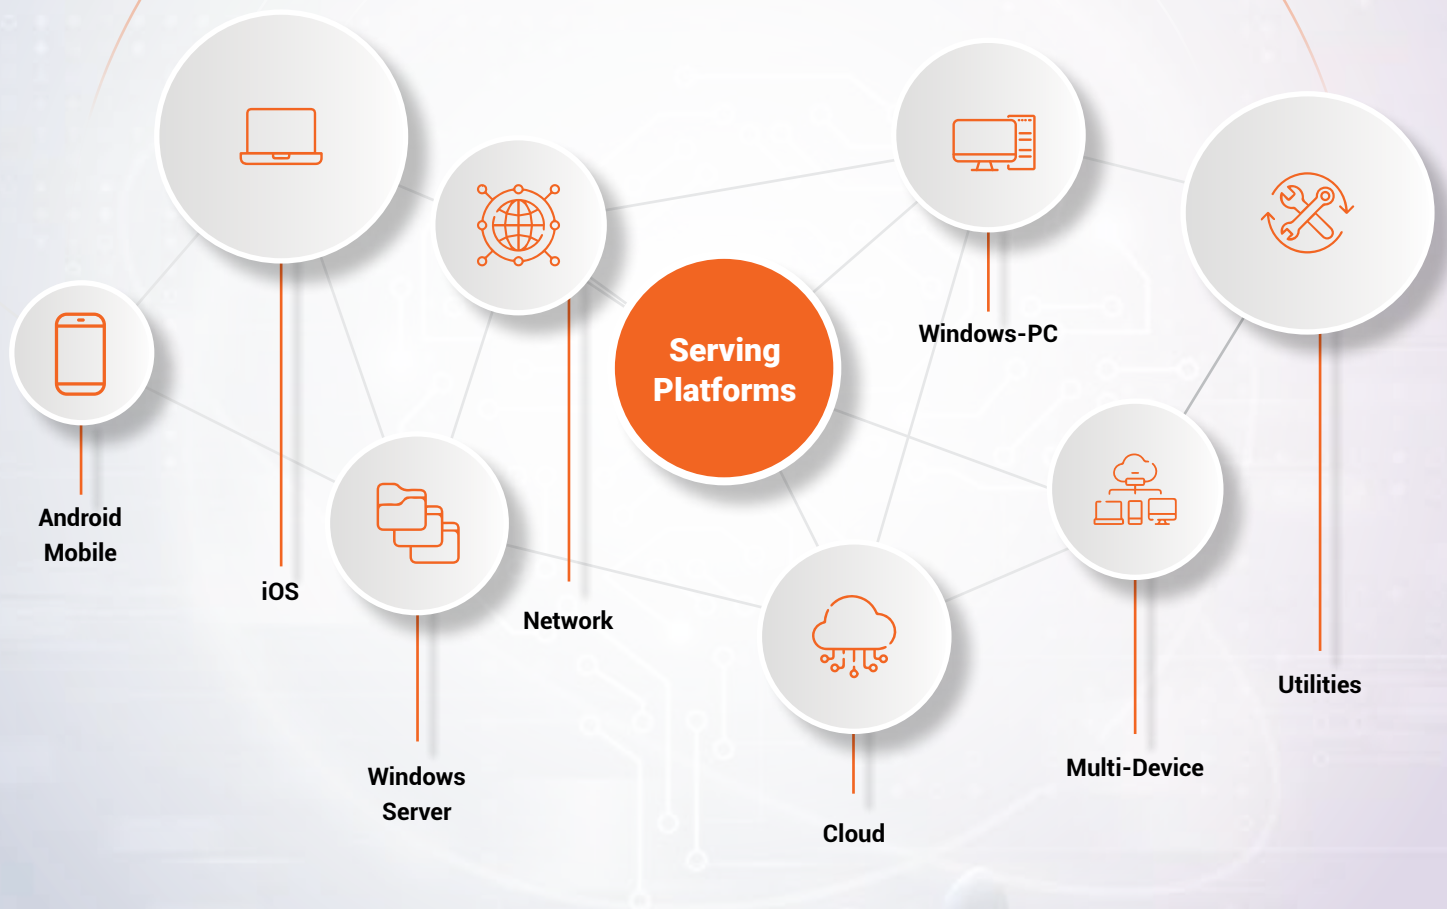 Serving
Platforms
Windows-PC
Android
Mobile
iOS
Network
Utilities
Windows
Server
Multi-Device
Cloud